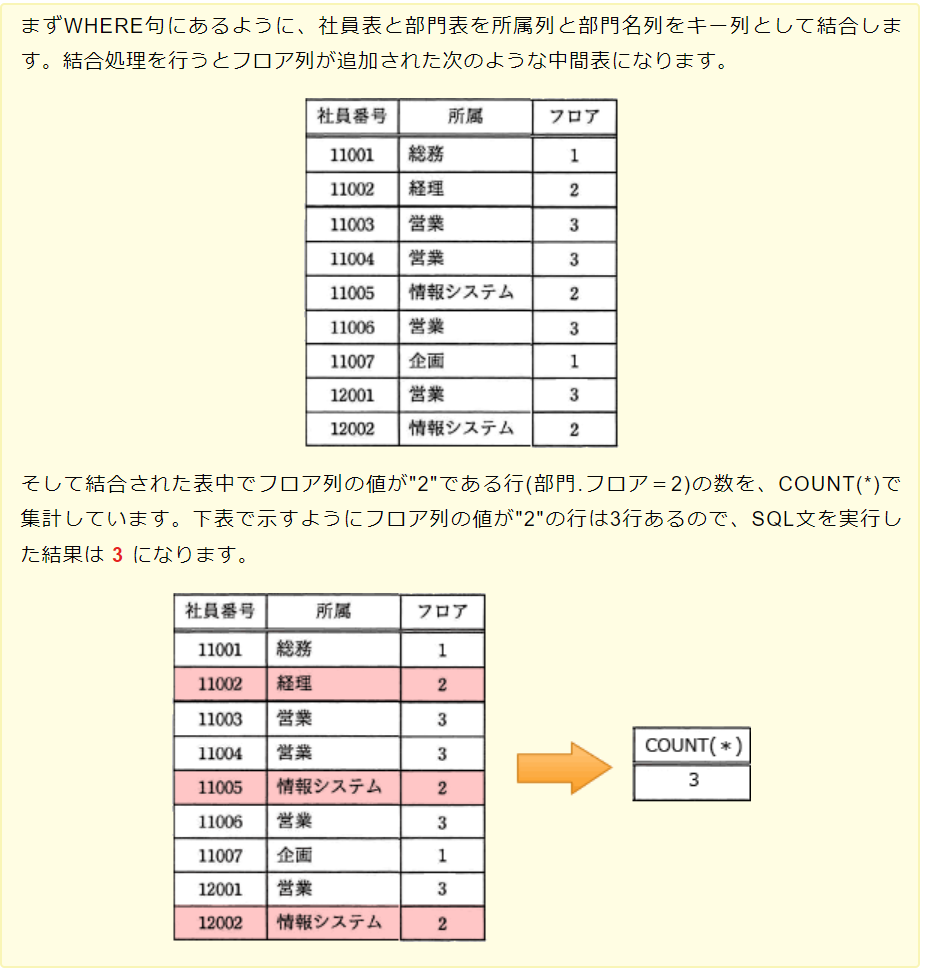 まずWHERE句にあるように、社員表と部門表を所属列と部門名列をキー列として結合しま
す。結合処理を行うとフロア列が追加された次のような中間表になります。
社員番号 所属 フロア
11001 総務 1
11002 経理 2
11003 営業 3
11004 営業 3
11005 情報システム 2
11006 営業 3
11007 企画 1
12001 営業 3
12002 情報システム 2
そして結合された表中でフロア列の値が"2"である行(部門.フロア＝2)の数を、COUNT(*)で
集計しています。下表で示すようにフロア列の値が"2"の行は3行あるので、SQL文を実行し
た結果は 3 になります。
社員番号 所属 フロア
11001 総務 1
11002 経理 2
11003 営業 3
11004 営業 3
11005 情報システム 2
11006 営業 3
11007 企画 1
12001 営業 3
12002 情報システム 2
COUNT(＊)
3